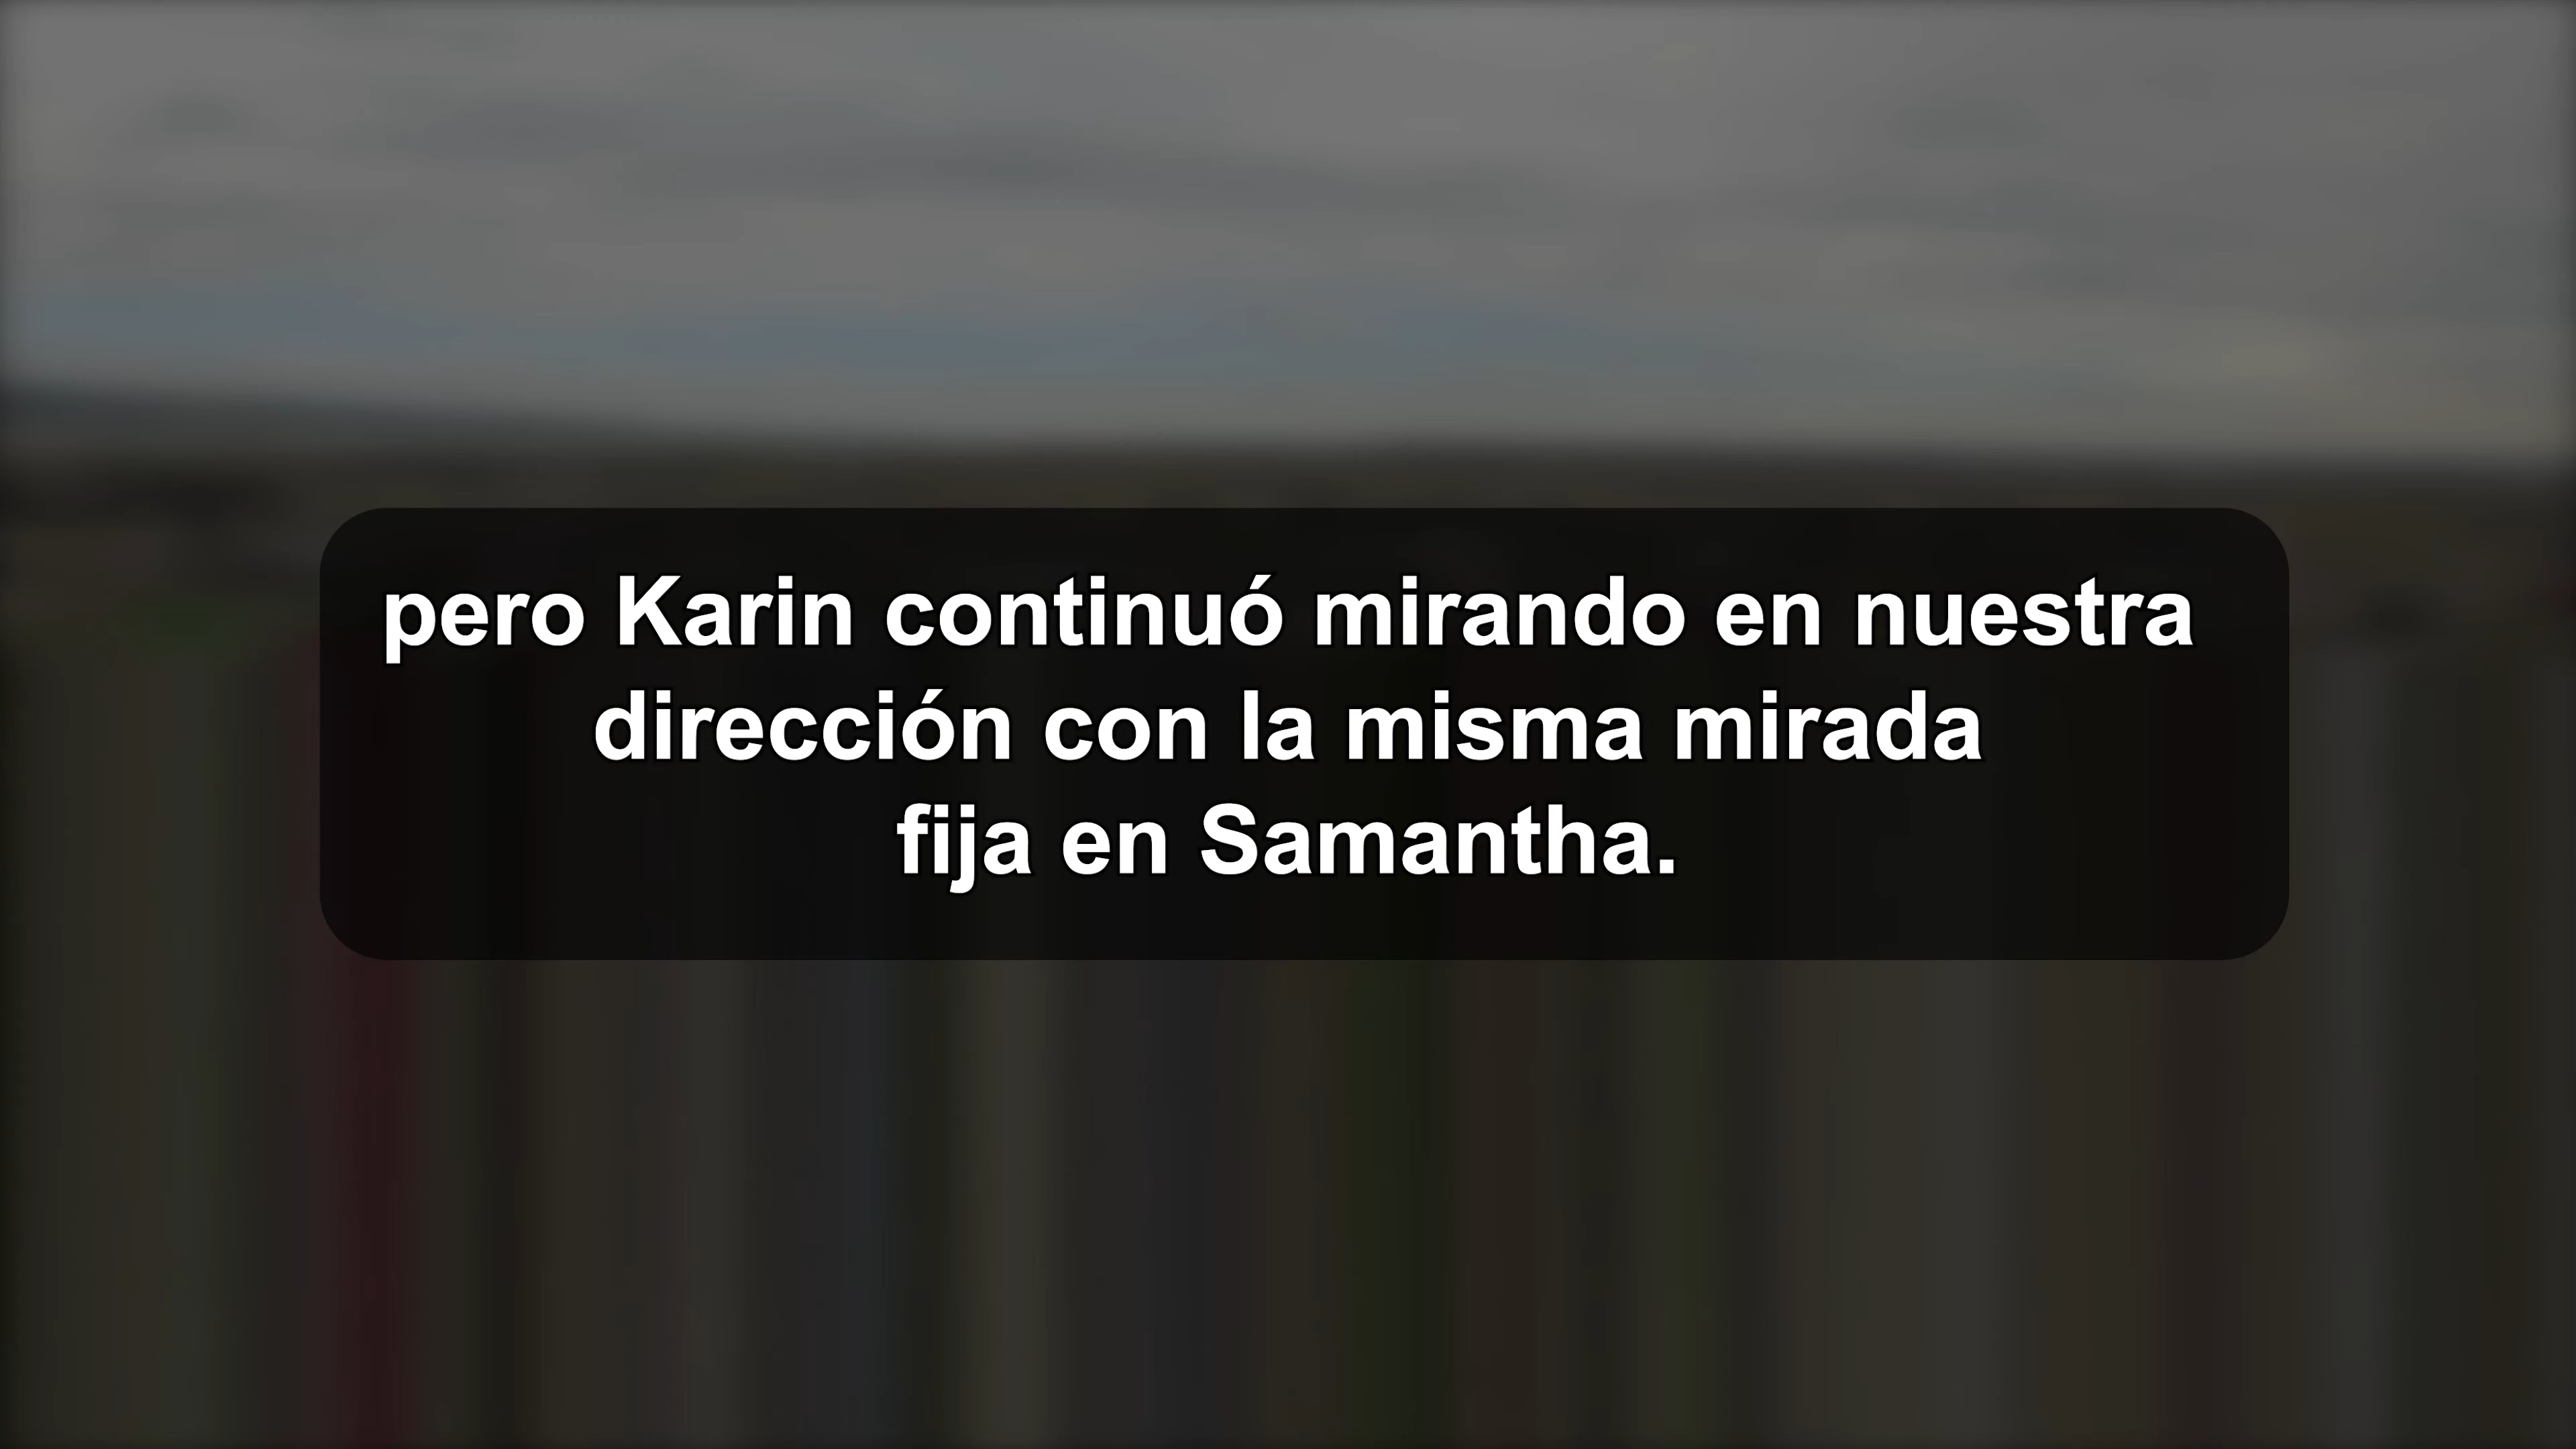 pero Karin continuó mirando en nuestra
dirección con la misma mirada
fija en Samantha.